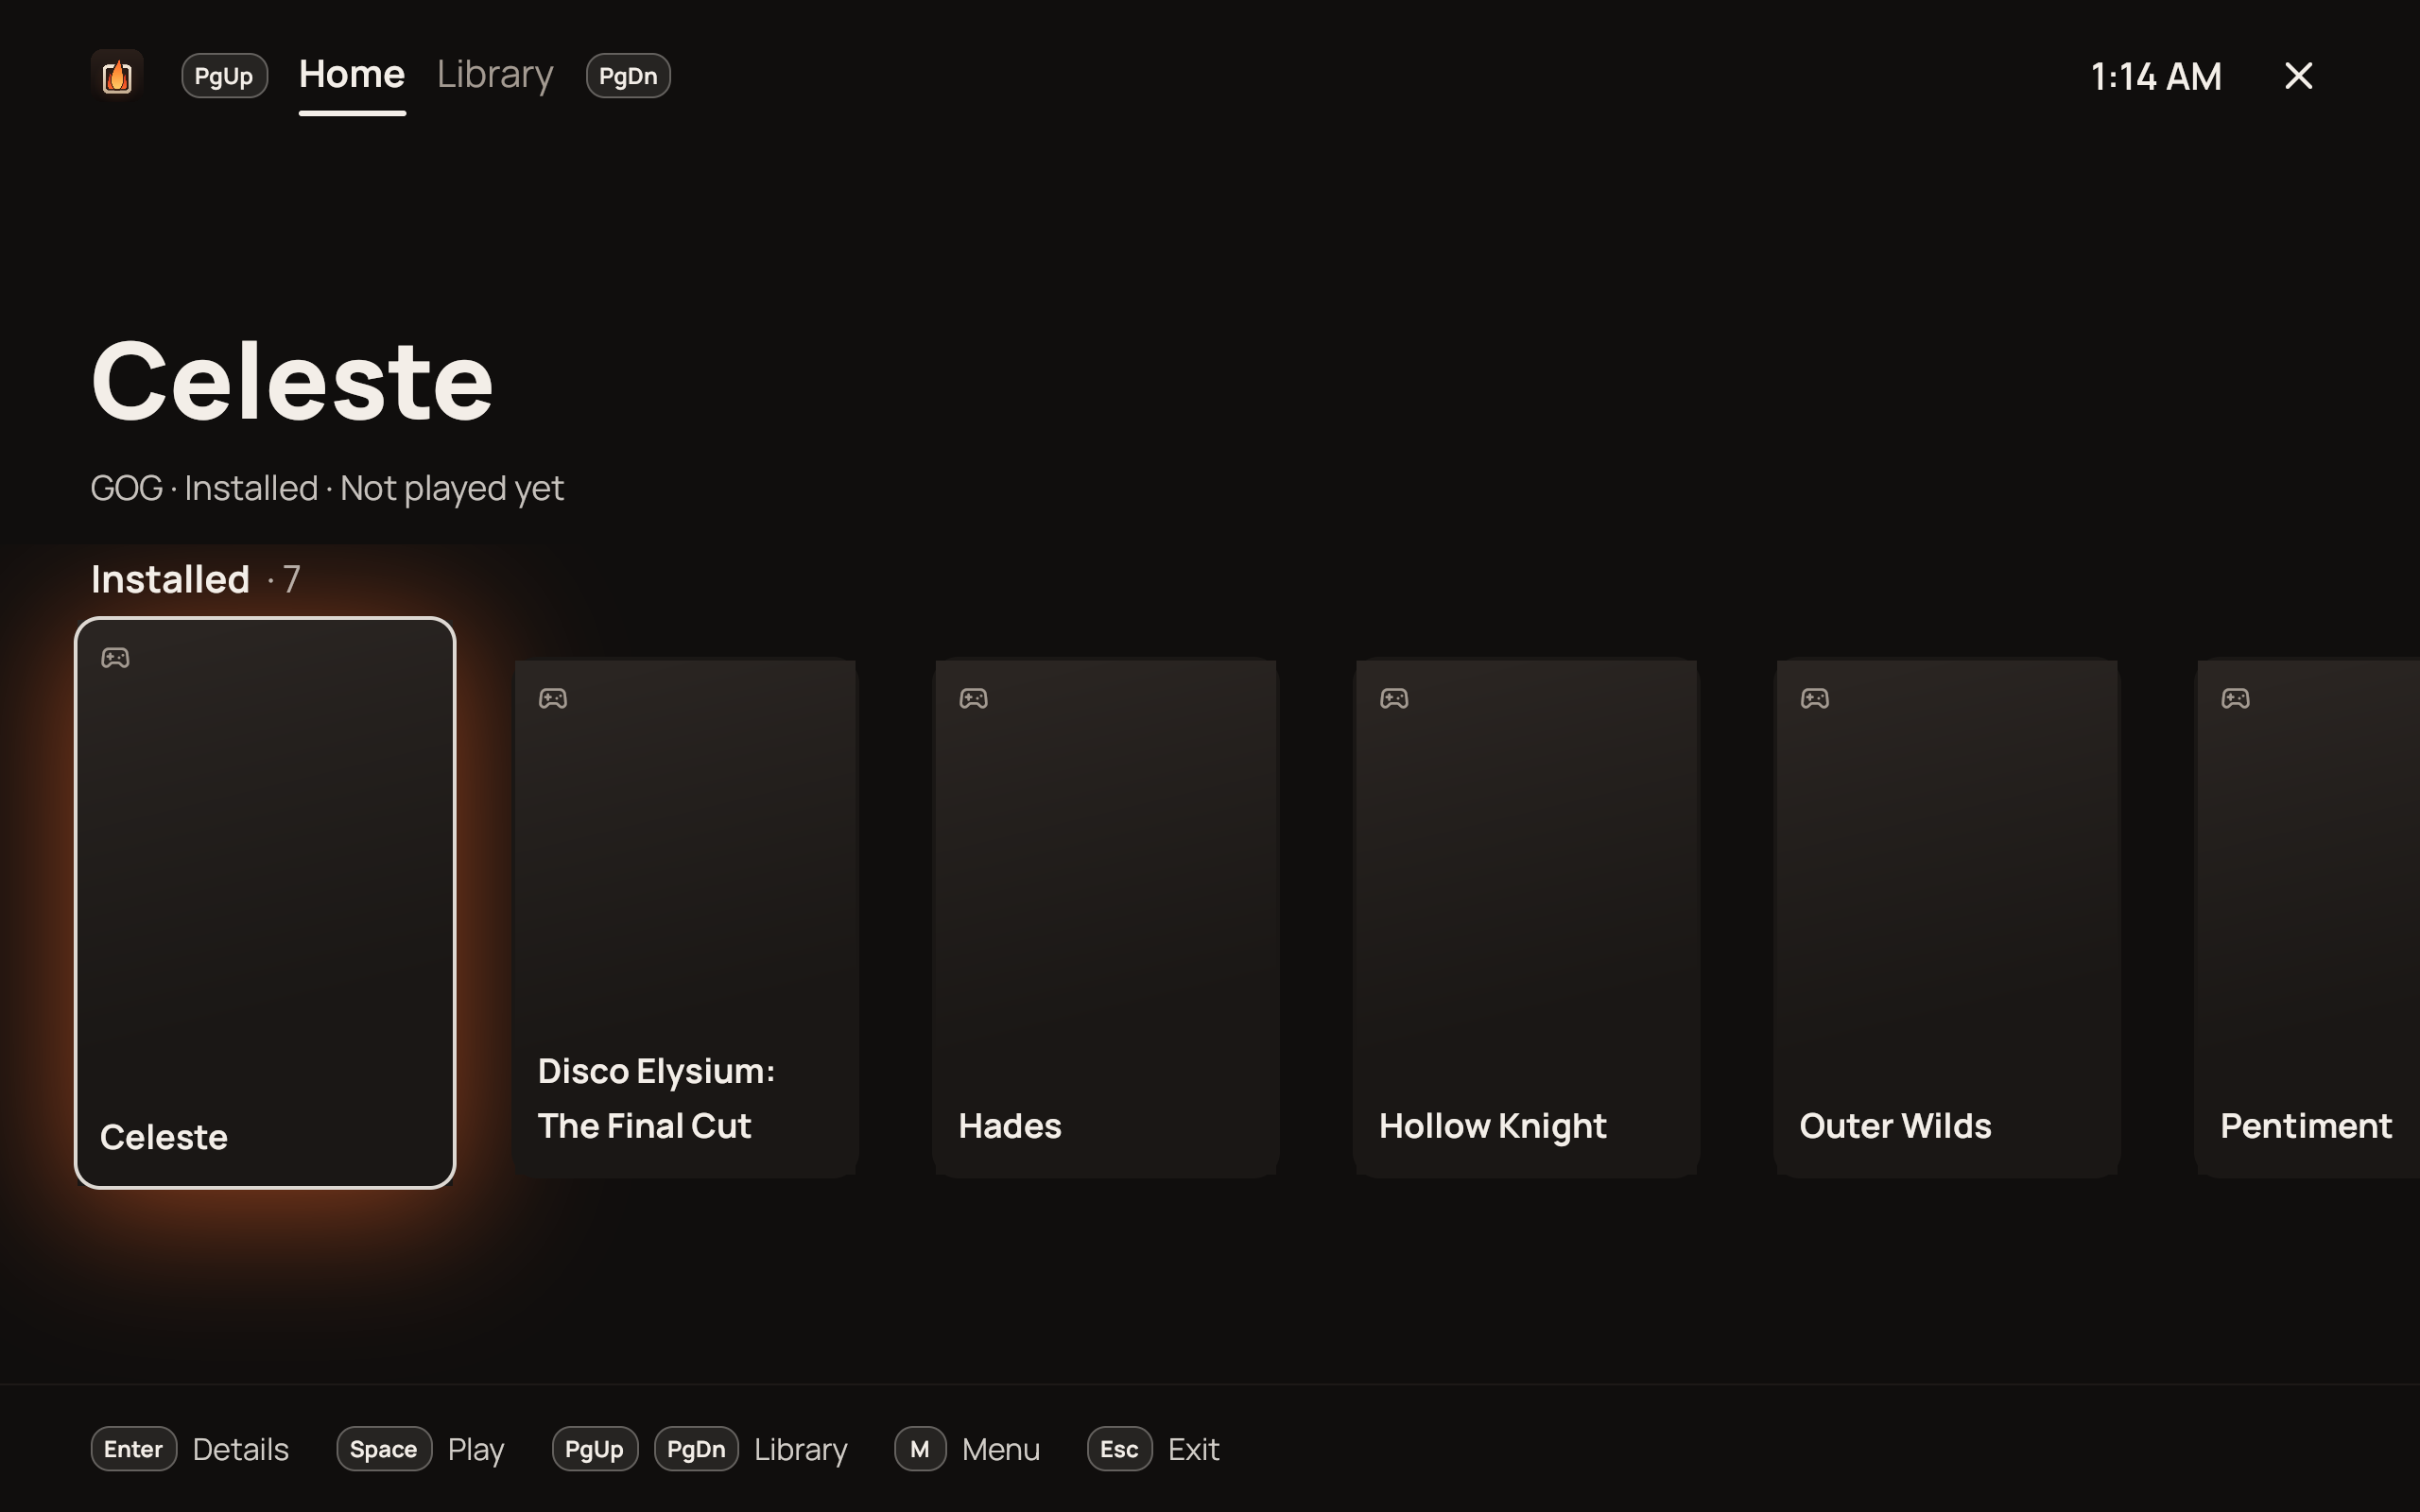 PgUp Home Library PgDn 1:14 AM
Celeste
GOG · Installed · Not played yet
Installed · 7
Celeste
Disco Elysium:
The Final Cut
Hades
Hollow Knight
Outer Wilds
Pentiment
Enter Details Space Play PgUp PgDn Library M Menu Esc Exit